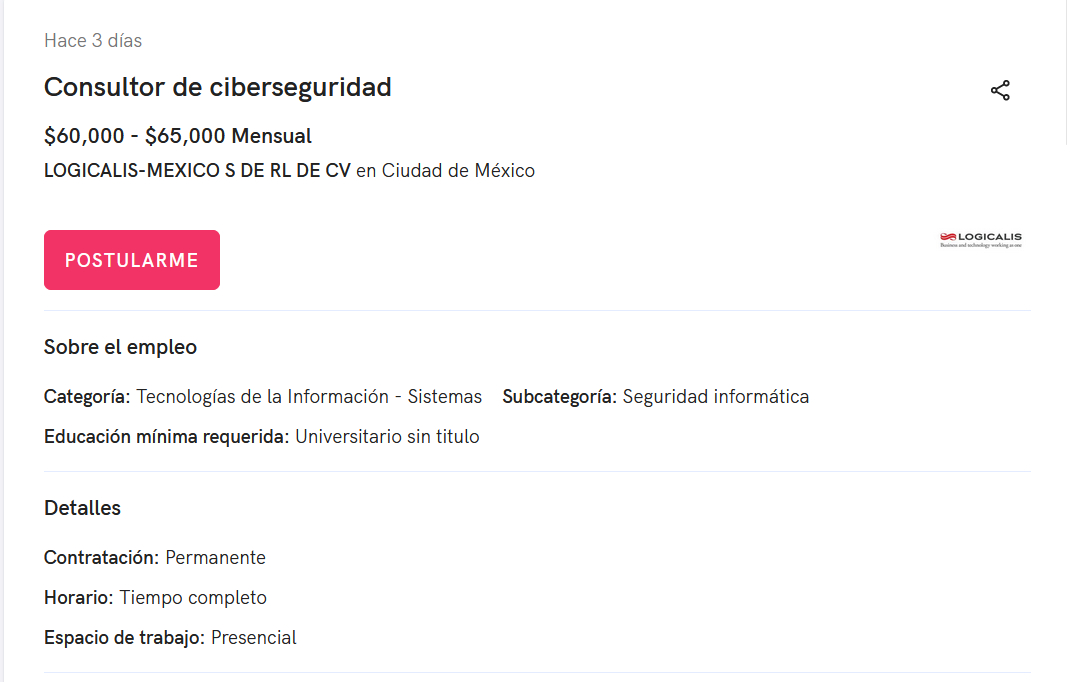 Hace 3 días
Consultor de ciberseguridad
$60,000 - $65,000 Mensual
LOGICALIS-MEXICO S DE RL DE CV en Ciudad de México
LOGICALIS
Business and technology working as one
POSTULARME
Sobre el empleo
Categoría: Tecnologías de la Información - Sistemas Subcategoría: Seguridad informática
Educación mínima requerida: Universitario sin titulo
Detalles
Contratación: Permanente
Horario: Tiempo completo
Espacio de trabajo: Presencial